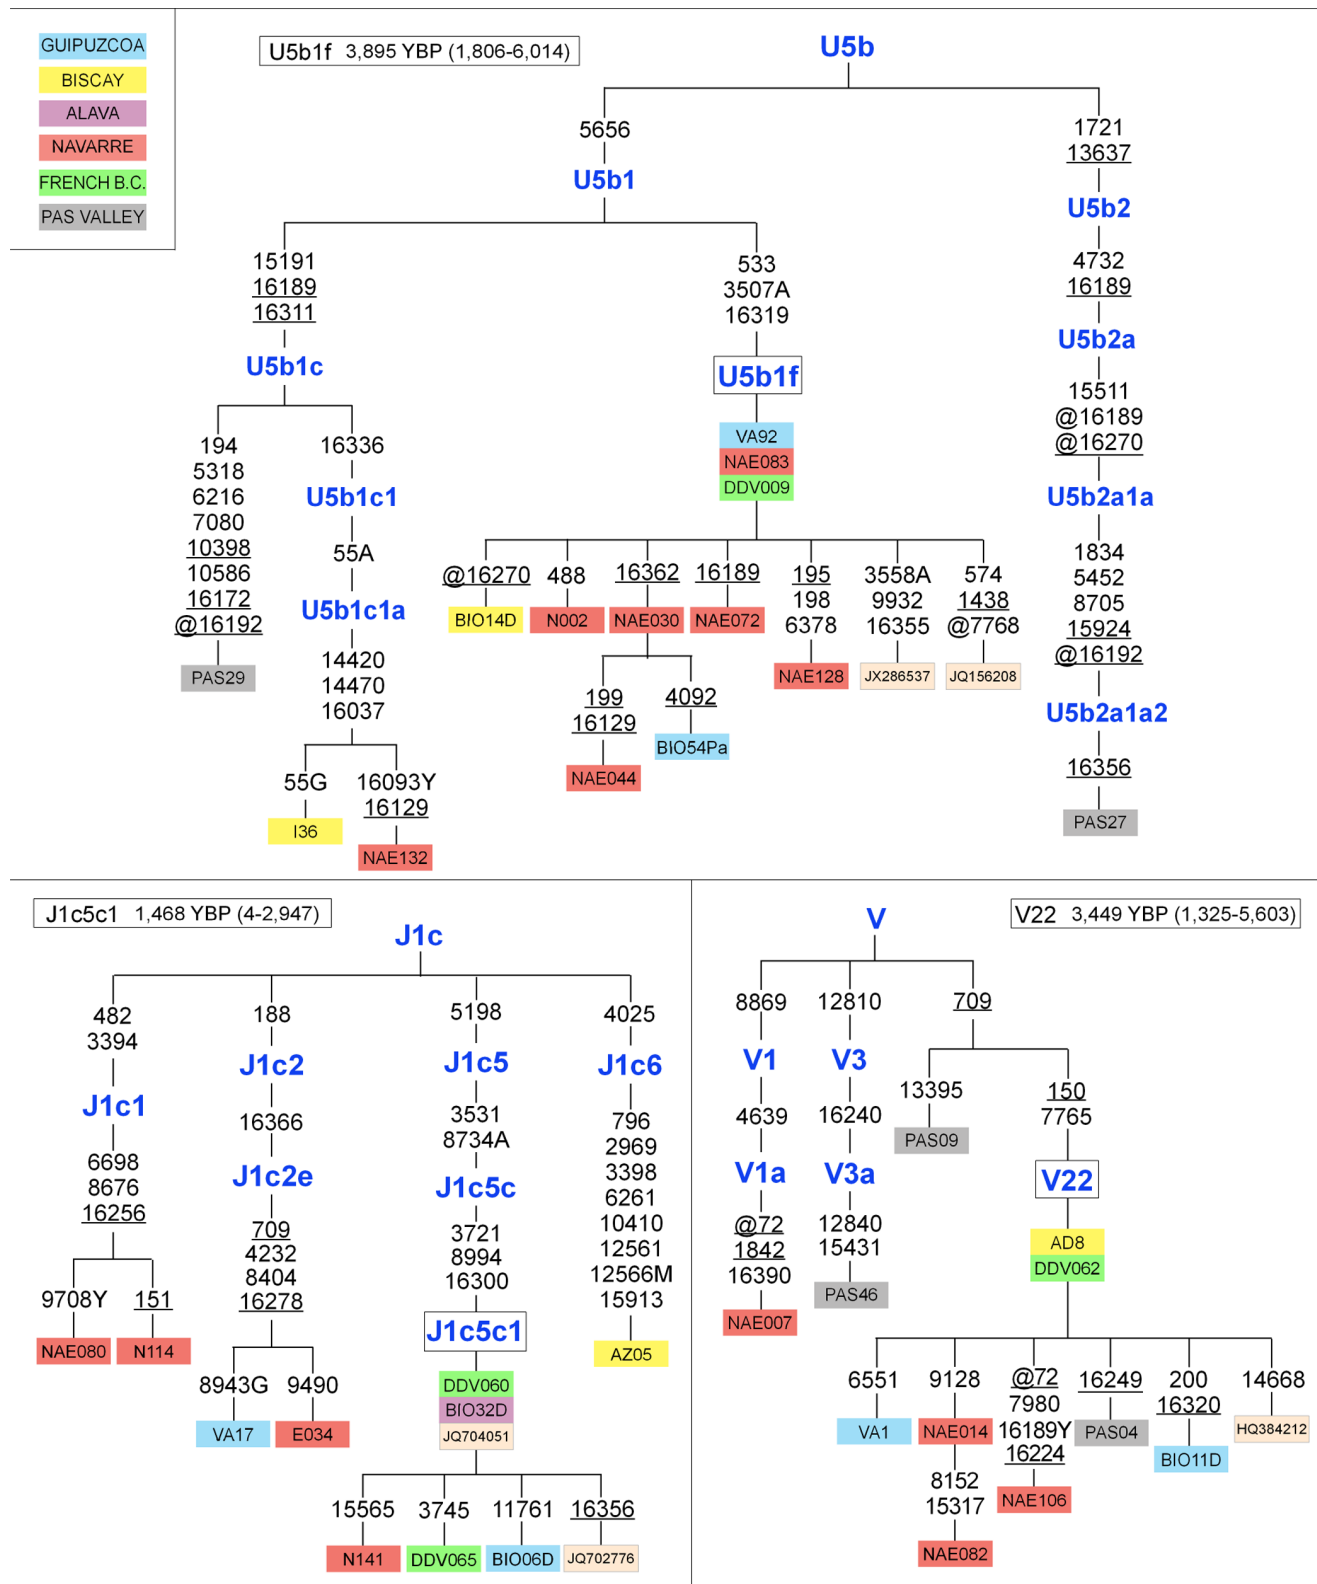 GUIPUZCOA
BISCAY
ALAVA
NAVARRE
FRENCH B.C.
PAS VALLEY
U5b1f 3,895 YBP (1,806-6,014)
U5b
5656
U5b1
15191
16189
16311
U5b1c
194
5318
6216
7080
10398
10586
16172
@16192
PAS29
16336
U5b1c1
55A
U5b1c1a
14420
14470
16037
55G
I36
16093Y
16129
NAE132
533
3507A
16319
U5b1f
VA92
NAE083
DDV009
@16270
BIO14D
488
N002
16362
NAE030
199
16129
NAE044
4092
BIO54Pa
16189
NAE072
195
198
6378
NAE128
3558A
9932
16355
JX286537
574
1438
@7768
JQ156208
1721
13637
U5b2
4732
16189
U5b2a
15511
@16189
@16270
U5b2a1a
1834
5452
8705
15924
@16192
U5b2a1a2
16356
PAS27
J1c5c1 1,468 YBP (4-2,947)
J1c
482
3394
J1c1
6698
8676
16256
9708Y
NAE080
151
N114
188
J1c2
16366
J1c2e
709
4232
8404
16278
8943G
VA17
9490
E034
5198
J1c5
3531
8734A
J1c5c
3721
8994
16300
J1c5c1
DDV060
BIO32D
JQ704051
15565
N141
3745
DDV065
11761
BIO06D
16356
JQ702776
4025
J1c6
796
2969
3398
6261
10410
12561
12566M
15913
AZ05
V22 3,449 YBP (1,325-5,603)
V
8869
V1
4639
V1a
@72
1842
16390
NAE007
12810
V3
16240
V3a
12840
15431
PAS46
709
13395
PAS09
150
7765
V22
AD8
DDV062
6551
VA1
9128
NAE014
8152
15317
NAE082
@72
7980
16189Y
16224
NAE106
16249
PAS04
200
16320
BIO11D
14668
HQ384212